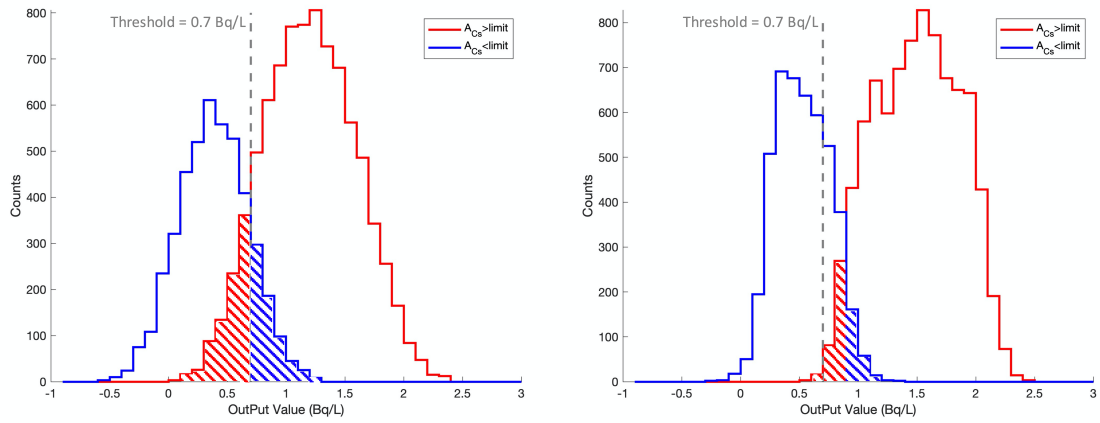 Threshold = 0.7 Bq/L
A_Cs>limit
A_Cs<limit
800
700
600
500
400
300
200
100
0
Counts
-1 -0.5 0 0.5 1 1.5 2 2.5 3
OutPut Value (Bq/L)
Threshold = 0.7 Bq/L
A_Cs>limit
A_Cs<limit
800
700
600
500
400
300
200
100
0
Counts
-1 -0.5 0 0.5 1 1.5 2 2.5 3
OutPut Value (Bq/L)